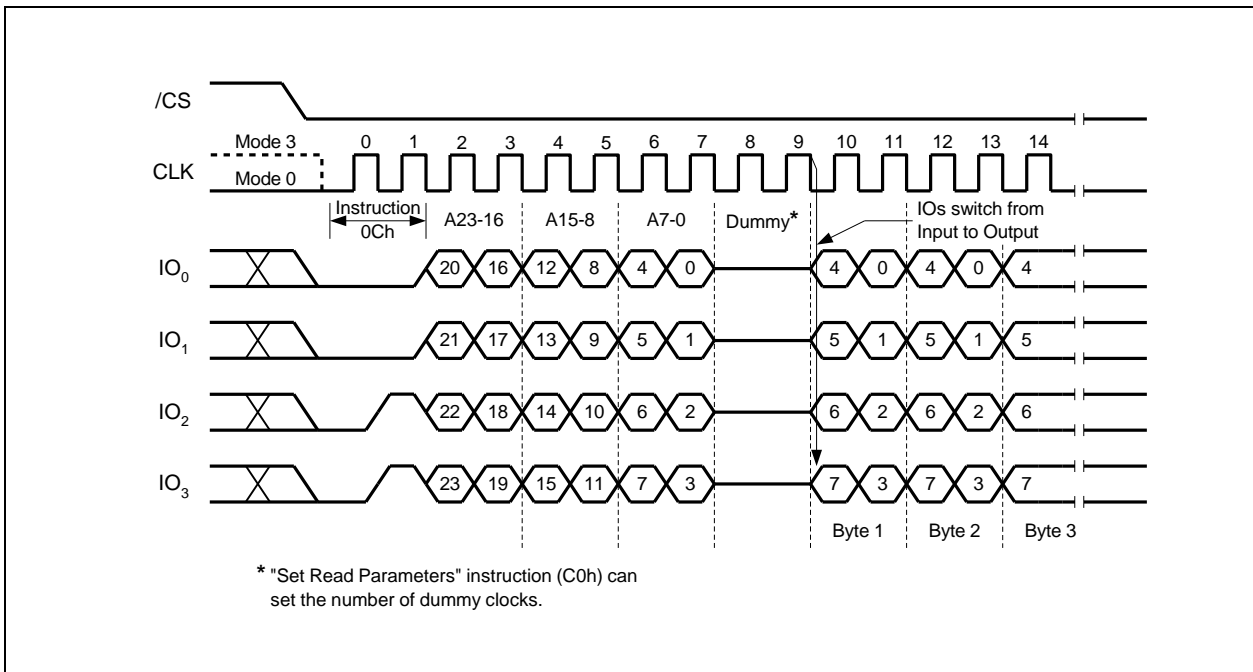 /CS
Mode 3 0 1 2 3 4 5 6 7 8 9 10 11 12 13 14
CLK
Mode 0
Instruction
0Ch
A23-16 A15-8 A7-0 Dummy*
IOs switch from
Input to Output
IO0 20 16 12 8 4 0 4 0 4 0 4
IO1 21 17 13 9 5 1 5 1 5 1 5
IO2 22 18 14 10 6 2 6 2 6 2 6
IO3 23 19 15 11 7 3 7 3 7 3 7
Byte 1 Byte 2 Byte 3
* "Set Read Parameters" instruction (C0h) can
set the number of dummy clocks.